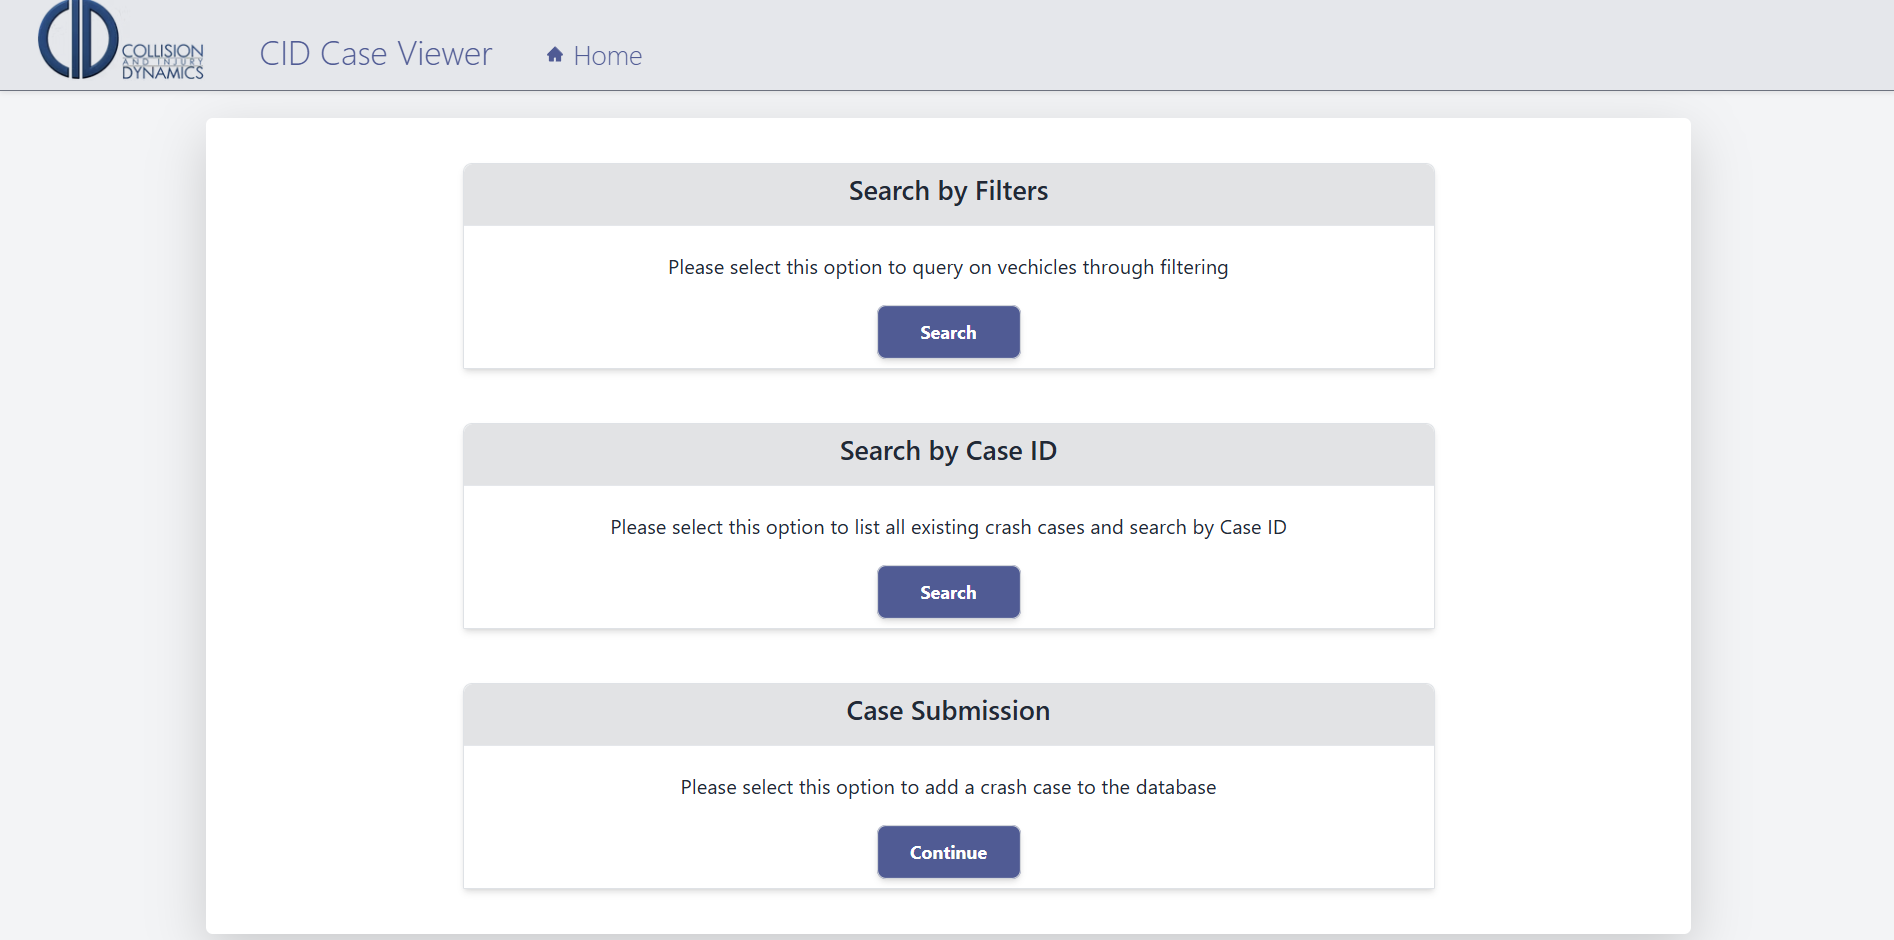 COLLISION
AND INJURY
DYNAMICS
CID Case Viewer
Home
Search by Filters
Please select this option to query on vechicles through filtering
Search
Search by Case ID
Please select this option to list all existing crash cases and search by Case ID
Search
Case Submission
Please select this option to add a crash case to the database
Continue